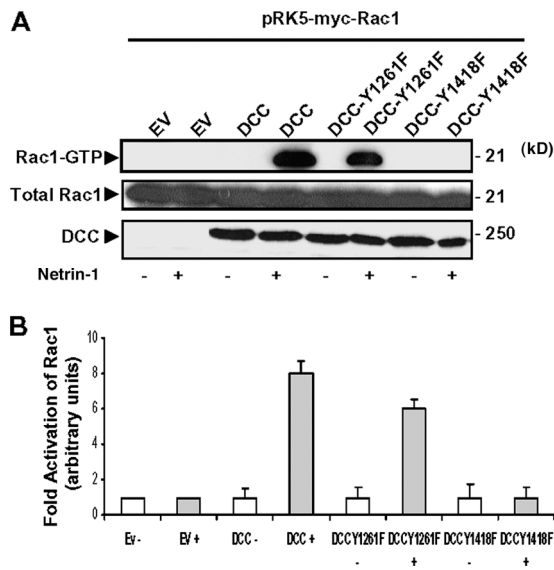 A
pRK5-myc-Rac1
EV EV DCC DCC DCC-Y1261F DCC-Y1261F DCC-Y1418F DCC-Y1418F
Rac1-GTP - 21 (kD)
Total Rac1 - 21
DCC - 250
Netrin-1 - + - + - + - +
B
Fold Activation of Rac1
(arbitrary units)
10
8
6
4
2
0
Ev - EV + DCC - DCC + DCCY1261F DCCY1261F DCCY1418F DCCY1418F
- + - +